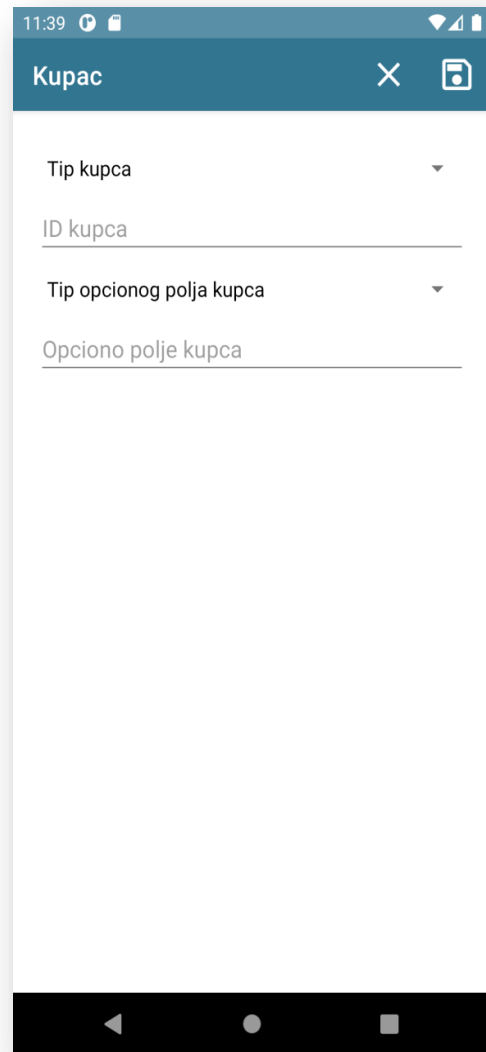 11:39
Kupac
Tip kupca
ID kupca
Tip opcionog polja kupca
Opciono polje kupca